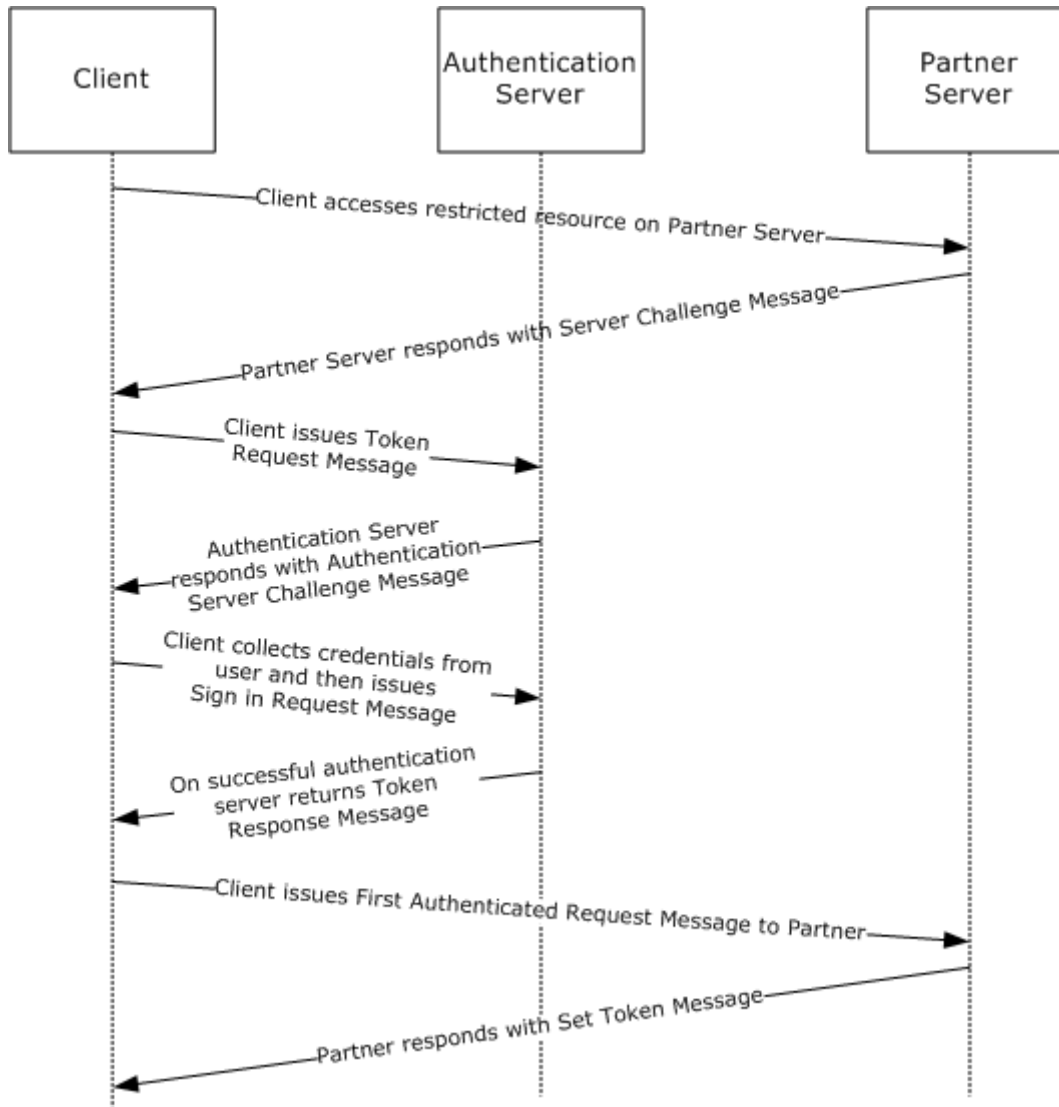 Client
Authentication
Server
Partner
Server
Client accesses restricted resource on Partner Server
Partner Server responds with Server Challenge Message
Client issues Token
Request Message
Authentication Server
responds with Authentication
Server Challenge Message
Client collects credentials from
user and then issues
Sign in Request Message
On successful authentication
server returns Token
Response Message
Client issues First Authenticated Request Message to Partner
Partner responds with Set Token Message